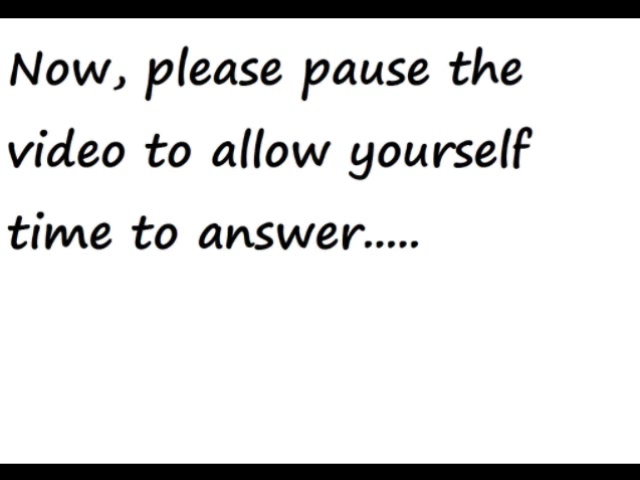 Now, please pause the
video to allow yourself
time to answer.....